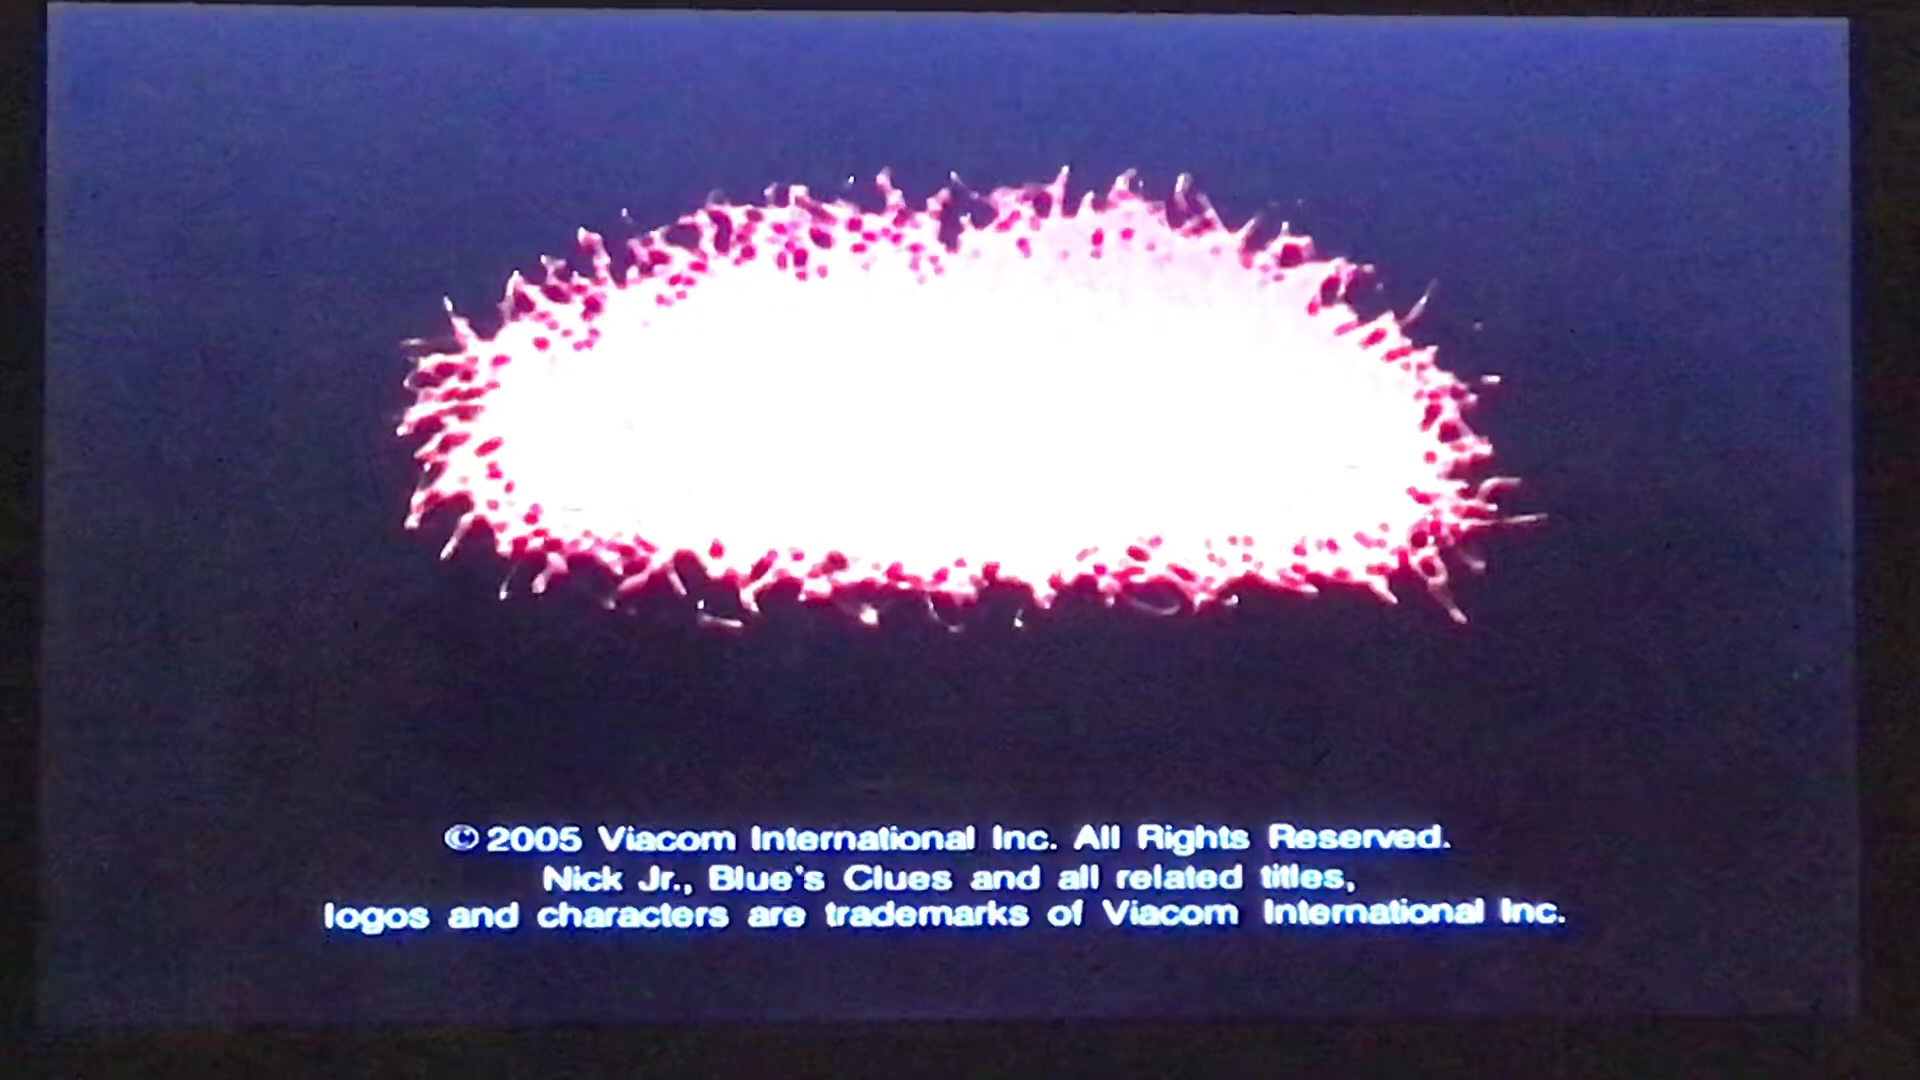 © 2005 Viacom International Inc. All Rights Reserved.
Nick Jr., Blue's Clues and all related titles,
logos and characters are trademarks of Viacom International Inc.